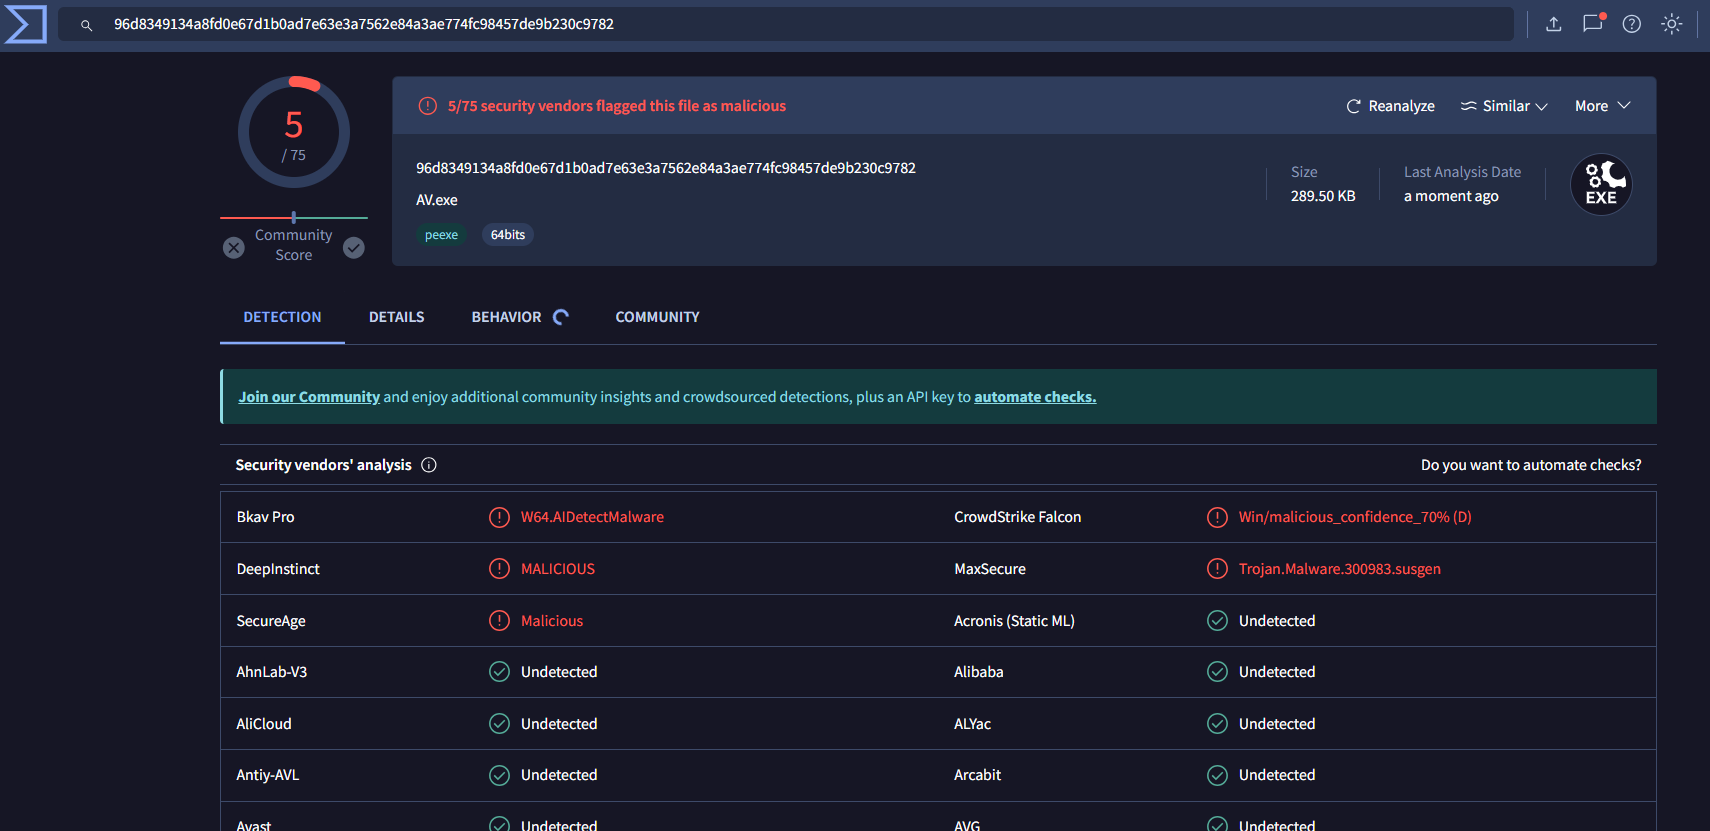 96d8349134a8fd0e67d1b0ad7e63e3a7562e84a3ae774fc98457de9b230c9782
5
/ 75
Community
Score
5/75 security vendors flagged this file as malicious
Reanalyze
Similar
More
96d8349134a8fd0e67d1b0ad7e63e3a7562e84a3ae774fc98457de9b230c9782
AV.exe
peexe
64bits
Size
289.50 KB
Last Analysis Date
a moment ago
EXE
DETECTION
DETAILS
BEHAVIOR
COMMUNITY
Join our Community and enjoy additional community insights and crowdsourced detections, plus an API key to automate checks.
Security vendors' analysis
Do you want to automate checks?
Bkav Pro
W64.AIDetectMalware
CrowdStrike Falcon
Win/malicious_confidence_70% (D)
DeepInstinct
MALICIOUS
MaxSecure
Trojan.Malware.300983.susgen
SecureAge
Malicious
Acronis (Static ML)
Undetected
AhnLab-V3
Undetected
Alibaba
Undetected
AliCloud
Undetected
ALYac
Undetected
Antiy-AVL
Undetected
Arcabit
Undetected
Avast
Undetected
AVG
Undetected